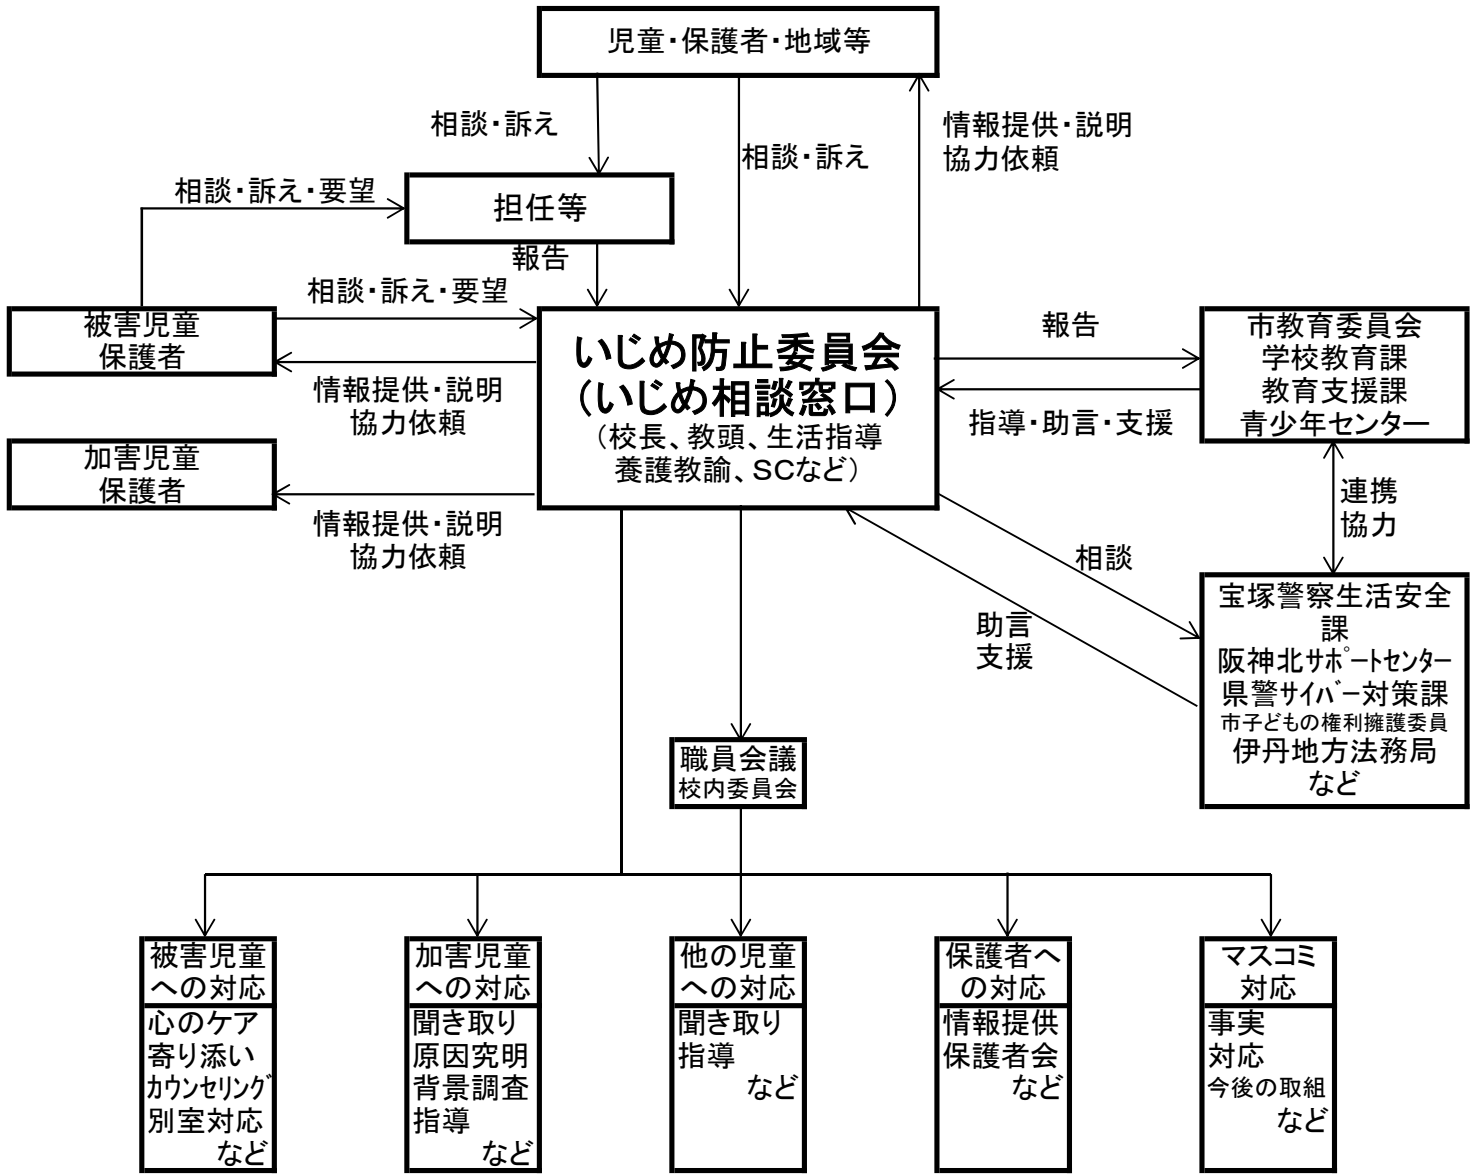 児童・保護者・地域等
相談・訴え
相談・訴え
情報提供・説明
協力依頼
相談・訴え・要望
担任等
報告
相談・訴え・要望
被害児童
保護者
情報提供・説明
協力依頼
加害児童
保護者
情報提供・説明
協力依頼
いじめ防止委員会
（いじめ相談窓口）
（校長、教頭、生活指導
養護教諭、SCなど）
報告
指導・助言・支援
市教育委員会
学校教育課
教育支援課
青少年センター
連携
協力
相談
助言
支援
宝塚警察生活安全
課
阪神北ｻﾎﾟｰﾄｾﾝﾀｰ
県警ｻｲﾊﾞｰ対策課
市子どもの権利擁護委員
伊丹地方法務局
など
職員会議
校内委員会
被害児童
への対応
心のケア
寄り添い
ｶｳﾝｾﾘﾝｸﾞ
別室対応
など
加害児童
への対応
聞き取り
原因究明
背景調査
指導
など
他の児童
への対応
聞き取り
指導
など
保護者へ
の対応
情報提供
保護者会
など
マスコミ
対応
事実
対応
今後の取組
など